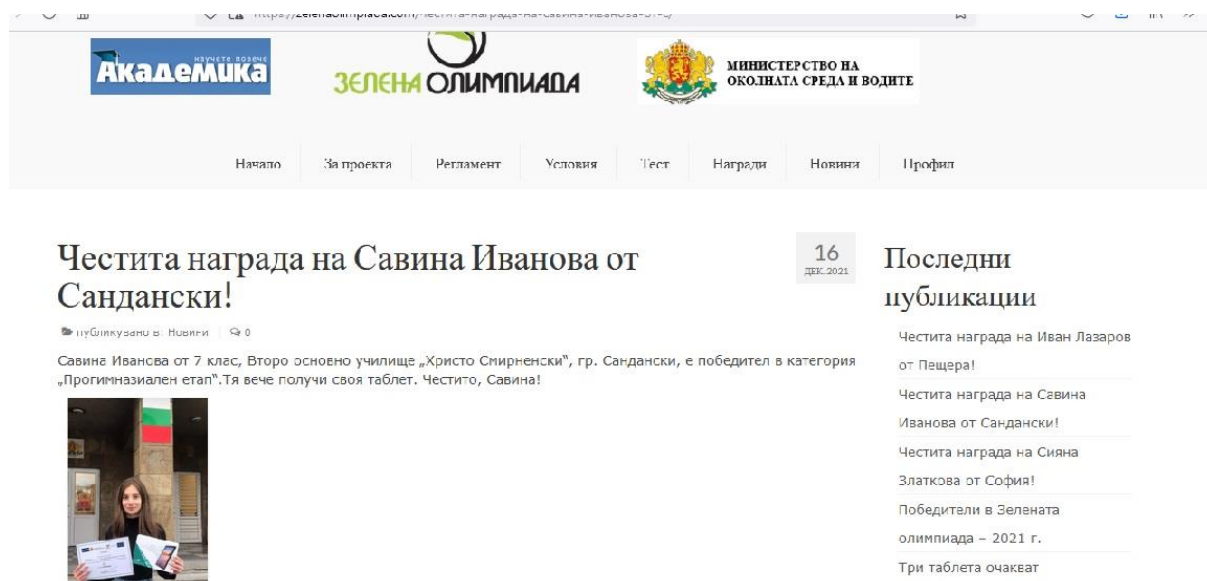 научете повече
Академика
ЗЕЛЕНА ОЛИМПИАДА
МИНИСТЕРСТВО НА
ОКОЛНАТА СРЕДА И ВОДИТЕ
Начало За проекта Регламент Условия Тест Награди Новини Профил
Честита награда на Савина Иванова от
Сандански!
16
ДЕК. 2021
публикувано в: Новини 0
Савина Иванова от 7 клас, Второ основно училище „Христо Смирненски“, гр. Сандански, е победител в категория
„Прогимназиален етап“.Тя вече получи своя таблет. Честито, Савина!
Последни
публикации
Честита награда на Иван Лазаров
от Пещера!
Честита награда на Савина
Иванова от Сандански!
Честита награда на Сияна
Златкова от София!
Победители в Зелената
олимпиада – 2021 г.
Три таблета очакват